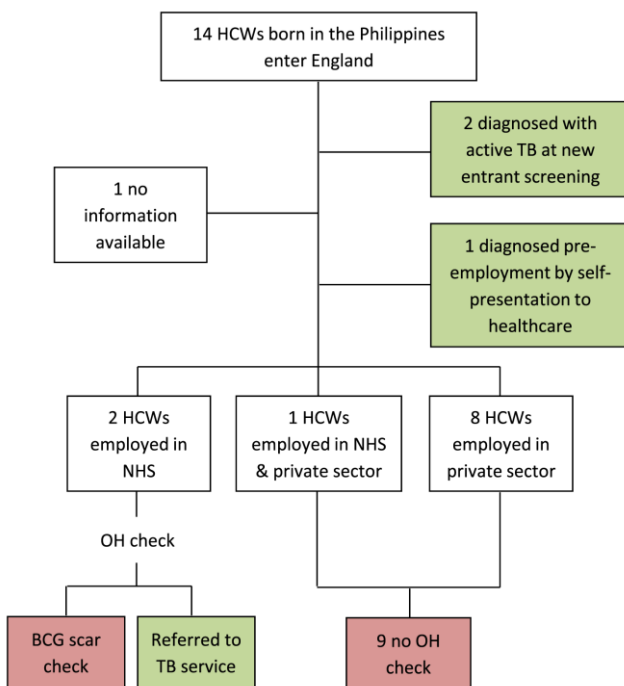 14 HCWs born in the Philippines
enter England
2 diagnosed with
active TB at new
entrant screening
1 no
information
available
1 diagnosed pre-
employment by self-
presentation to
healthcare
2 HCWs
employed in
NHS
1 HCWs
employed in NHS
& private sector
8 HCWs
employed in
private sector
OH check
BCG scar
check
Referred to
TB service
9 no OH
check